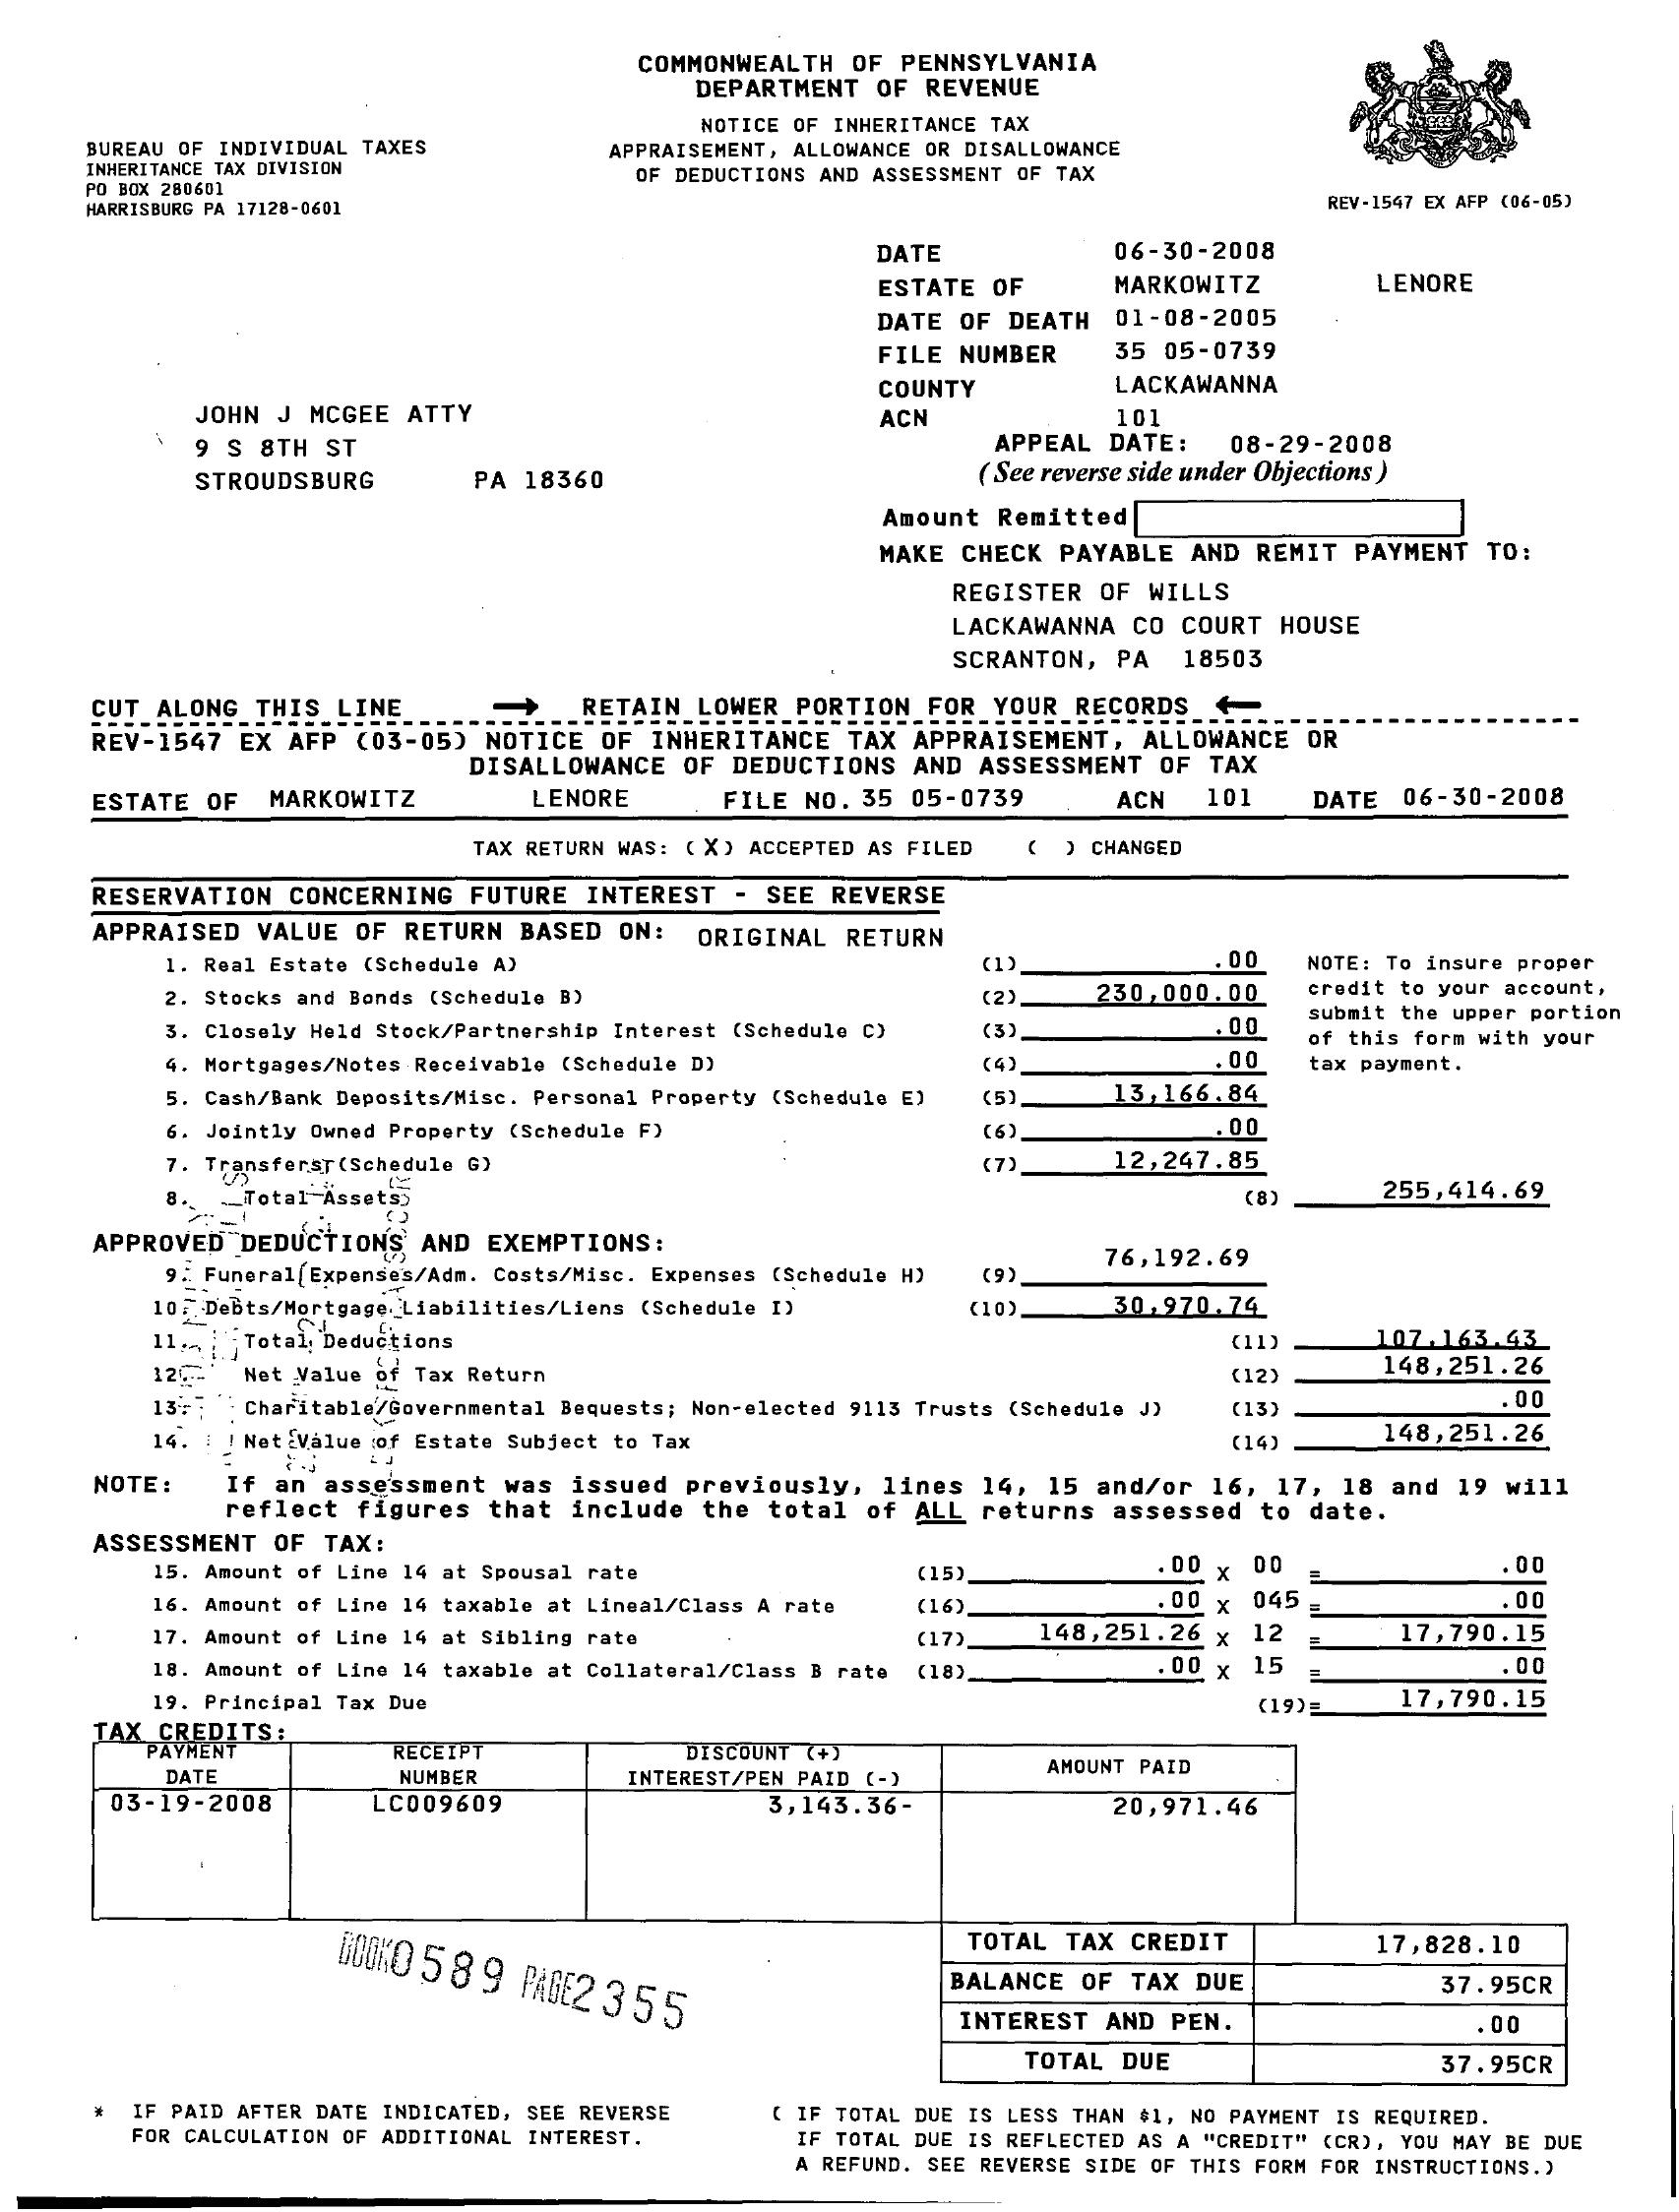 COMMONWEALTH OF PENNSYLVANIA
DEPARTMENT OF REVENUE
NOTICE OF INHERITANCE TAX
APPRAISEMENT, ALLOWANCE OR DISALLOWANCE
OF DEDUCTIONS AND ASSESSMENT OF TAX
BUREAU OF INDIVIDUAL TAXES
INHERITANCE TAX DIVISION
PO BOX 280601
HARRISBURG PA 17128-0601
REV-1547 EX AFP (06-05)
DATE 06-30-2008
ESTATE OF MARKOWITZ LENORE
DATE OF DEATH 01-08-2005
FILE NUMBER 35 05-0739
COUNTY LACKAWANNA
ACN 101
APPEAL DATE: 08-29-2008
(See reverse side under Objections)
JOHN J MCGEE ATTY
9 S 8TH ST
STROUDSBURG PA 18360
Amount Remitted
MAKE CHECK PAYABLE AND REMIT PAYMENT TO:
REGISTER OF WILLS
LACKAWANNA CO COURT HOUSE
SCRANTON, PA 18503
CUT ALONG THIS LINE → RETAIN LOWER PORTION FOR YOUR RECORDS ←
REV-1547 EX AFP (03-05) NOTICE OF INHERITANCE TAX APPRAISEMENT, ALLOWANCE OR
DISALLOWANCE OF DEDUCTIONS AND ASSESSMENT OF TAX
ESTATE OF MARKOWITZ LENORE FILE NO. 35 05-0739 ACN 101 DATE 06-30-2008
TAX RETURN WAS: (X) ACCEPTED AS FILED ( ) CHANGED
RESERVATION CONCERNING FUTURE INTEREST - SEE REVERSE
APPRAISED VALUE OF RETURN BASED ON: ORIGINAL RETURN
1. Real Estate (Schedule A) (1) .00
2. Stocks and Bonds (Schedule B) (2) 230,000.00
3. Closely Held Stock/Partnership Interest (Schedule C) (3) .00
4. Mortgages/Notes Receivable (Schedule D) (4) .00
5. Cash/Bank Deposits/Misc. Personal Property (Schedule E) (5) 13,166.84
6. Jointly Owned Property (Schedule F) (6) .00
7. Transfers (Schedule G) (7) 12,247.85
8. Total Assets (8) 255,414.69
NOTE: To insure proper
credit to your account,
submit the upper portion
of this form with your
tax payment.
APPROVED DEDUCTIONS AND EXEMPTIONS:
9. Funeral Expenses/Adm. Costs/Misc. Expenses (Schedule H) (9) 76,192.69
10. Debts/Mortgage Liabilities/Liens (Schedule I) (10) 30,970.74
11. Total Deductions (11) 107,163.43
12. Net Value of Tax Return (12) 148,251.26
13. Charitable/Governmental Bequests; Non-elected 9113 Trusts (Schedule J) (13) .00
14. Net Value of Estate Subject to Tax (14) 148,251.26
NOTE: If an assessment was issued previously, lines 14, 15 and/or 16, 17, 18 and 19 will
reflect figures that include the total of ALL returns assessed to date.
ASSESSMENT OF TAX:
15. Amount of Line 14 at Spousal rate (15) .00 x 00 = .00
16. Amount of Line 14 taxable at Lineal/Class A rate (16) .00 x 045 = .00
17. Amount of Line 14 at Sibling rate (17) 148,251.26 x 12 = 17,790.15
18. Amount of Line 14 taxable at Collateral/Class B rate (18) .00 x 15 = .00
19. Principal Tax Due (19)= 17,790.15
TAX CREDITS:
PAYMENT DATE RECEIPT NUMBER DISCOUNT (+) INTEREST/PEN PAID (-) AMOUNT PAID
03-19-2008 LC009609 3,143.36- 20,971.46
TOTAL TAX CREDIT 17,828.10
BALANCE OF TAX DUE 37.95CR
INTEREST AND PEN. .00
TOTAL DUE 37.95CR
BOOK0589 PAGE2355
* IF PAID AFTER DATE INDICATED, SEE REVERSE
FOR CALCULATION OF ADDITIONAL INTEREST.
( IF TOTAL DUE IS LESS THAN $1, NO PAYMENT IS REQUIRED.
IF TOTAL DUE IS REFLECTED AS A "CREDIT" (CR), YOU MAY BE DUE
A REFUND. SEE REVERSE SIDE OF THIS FORM FOR INSTRUCTIONS.)